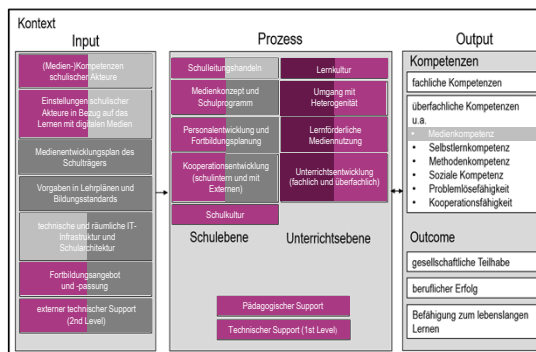 Kontext
Input
(Medien-)Kompetenzen
schulischer Akteure
Einstellungen schulischer
Akteure in Bezug auf das
Lernen mit digitalen Medien
Medienentwicklungsplan des
Schulträgers
Vorgaben in Lehrplänen und
Bildungsstandards
technische und räumliche IT-
Infrastruktur und
Schularchitektur
Fortbildungsangebot
und -passung
externer technischer Support
(2nd Level)
Prozess
Schulleitungshandeln
Medienkonzept und
Schulprogramm
Personalentwicklung und
Fortbildungsplanung
Kooperationsentwicklung
(schulintern und mit
Externen)
Schulkultur
Schulebene
Lernkultur
Umgang mit
Heterogenität
Lernförderliche
Mediennutzung
Unterrichtsentwicklung
(fachlich und überfachlich)
Unterrichtsebene
Pädagogischer Support
Technischer Support (1st Level)
Output
Kompetenzen
fachliche Kompetenzen
überfachliche Kompetenzen
u.a.
• Medienkompetenz
• Selbstlernkompetenz
• Methodenkompetenz
• Soziale Kompetenz
• Problemlösefähigkeit
• Kooperationsfähigkeit
Outcome
gesellschaftliche Teilhabe
beruflicher Erfolg
Befähigung zum lebenslangen
Lernen